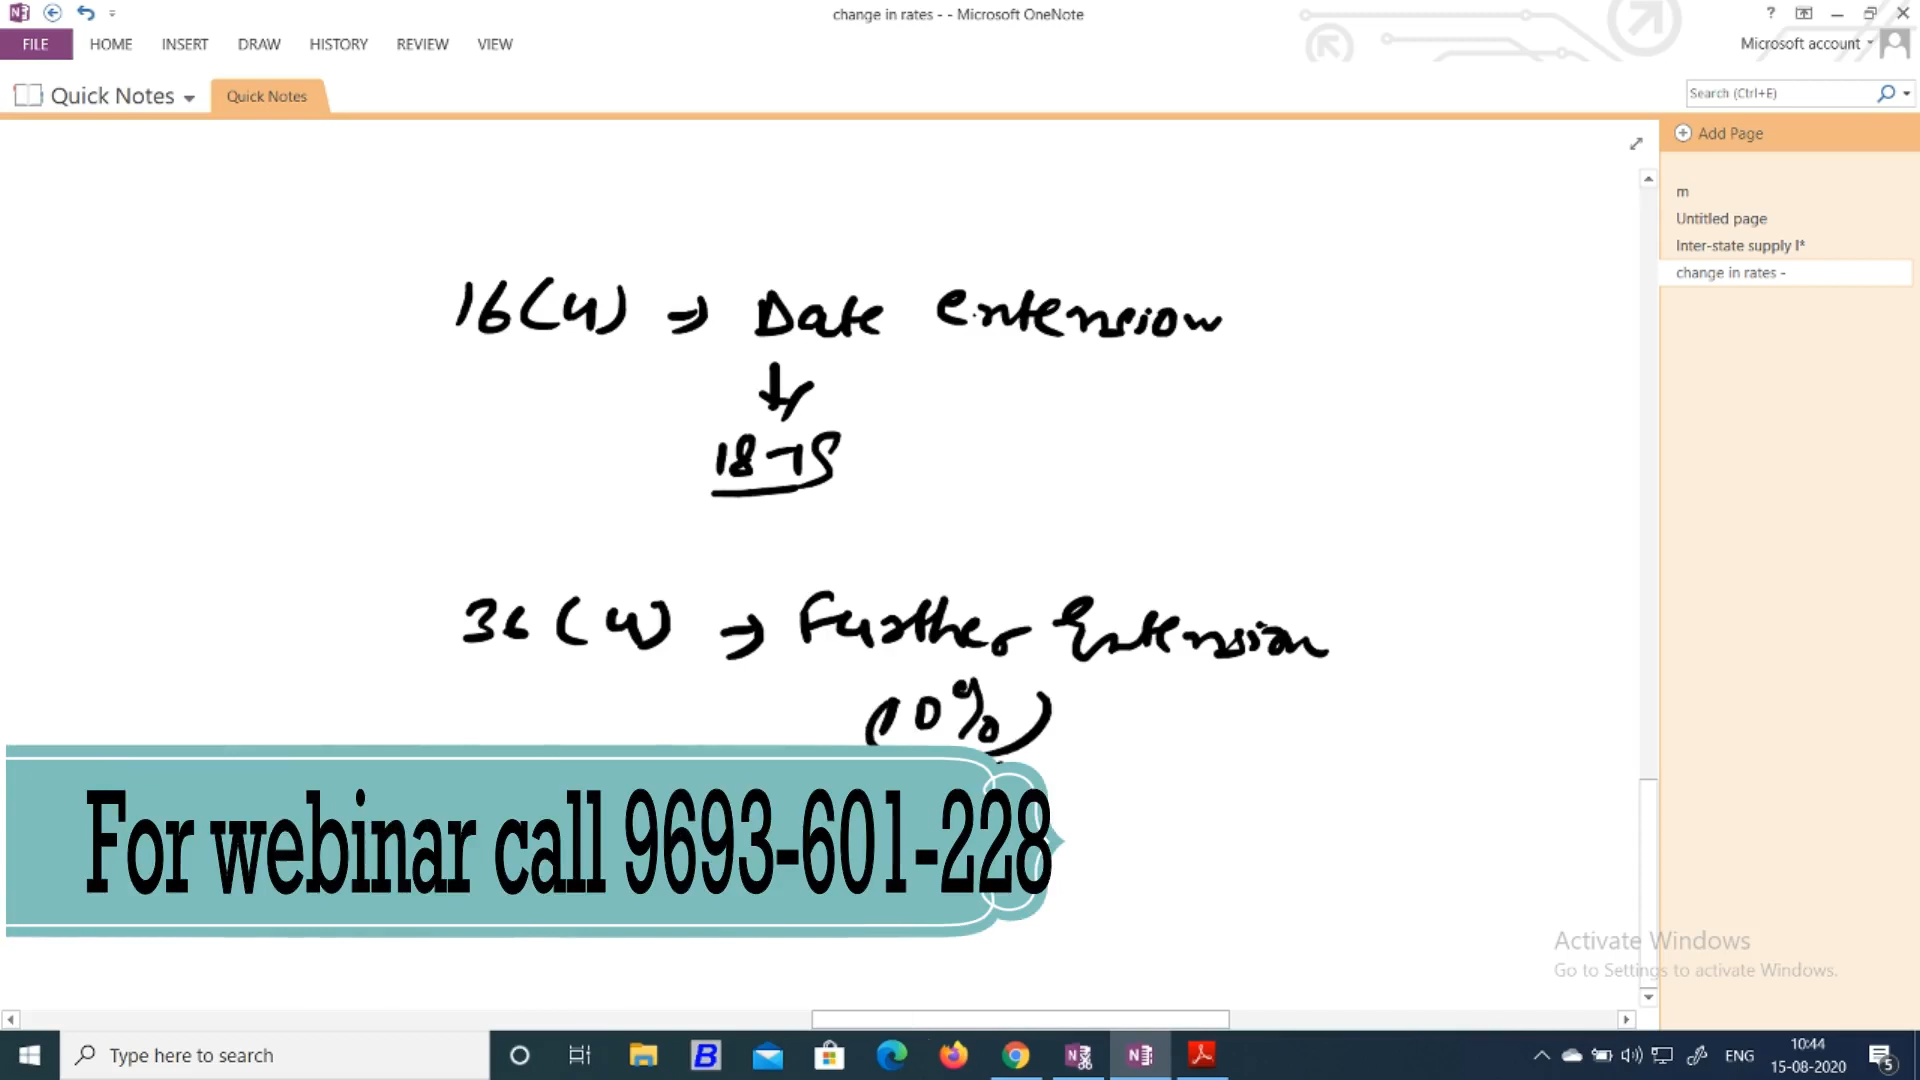 change in rates - - Microsoft OneNote
?
FILE HOME INSERT DRAW HISTORY REVIEW VIEW
Microsoft account
Quick Notes
Quick Notes
Search (Ctrl+E)
Add Page
m
Untitled page
Inter-state supply I*
change in rates -
16(4) → Date extension
↓
18-19
36(4) → Further Extension
(10%)
For webinar call 9693-601-228
Activate Windows
Go to Settings to activate Windows.
Type here to search
ENG
10:44
15-08-2020
5